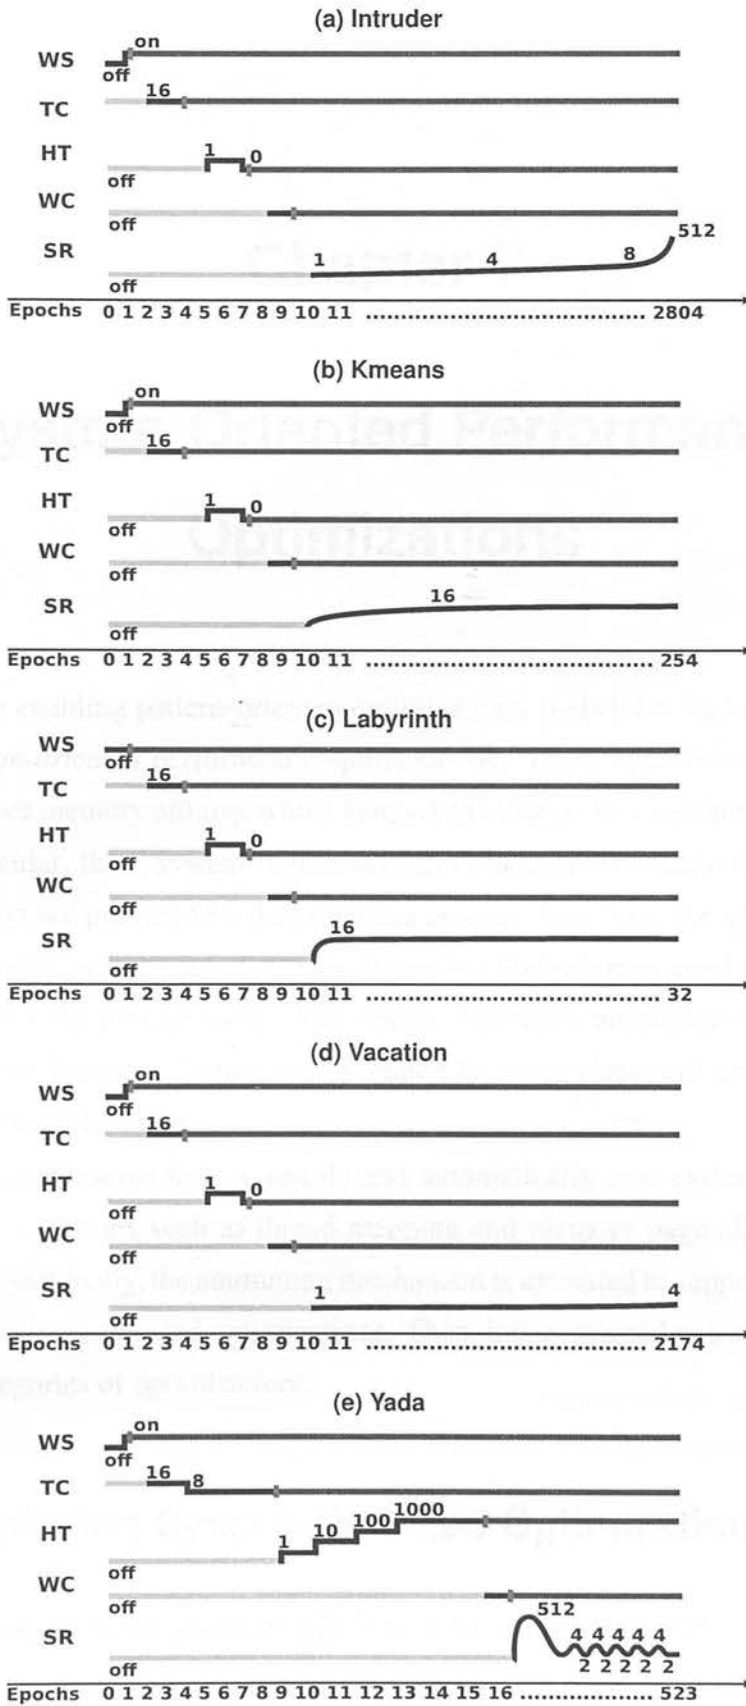 (a) Intruder
on
WS
off
16
TC
1 0
HT
off
WC
off
512
SR 1 4 8
off
Epochs 0 1 2 3 4 5 6 7 8 9 10 11 ................................ 2804
(b) Kmeans
on
WS
off
16
TC
1 0
HT
off
WC
off
16
SR
off
Epochs 0 1 2 3 4 5 6 7 8 9 10 11 ................................ 254
(c) Labyrinth
WS
off
16
TC
1 0
HT
off
WC
off
16
SR
off
Epochs 0 1 2 3 4 5 6 7 8 9 10 11 ................................ 32
(d) Vacation
on
WS
off
16
TC
1 0
HT
off
WC
off
SR 1 4
off
Epochs 0 1 2 3 4 5 6 7 8 9 10 11 ................................ 2174
(e) Yada
on
WS
off
16 8
TC
1 10 100 1000
HT
off
WC
off
512
SR 4 4 4 4 4
2 2 2 2 2
off
Epochs 0 1 2 3 4 5 6 7 8 9 10 11 12 13 14 15 16 .................. 523